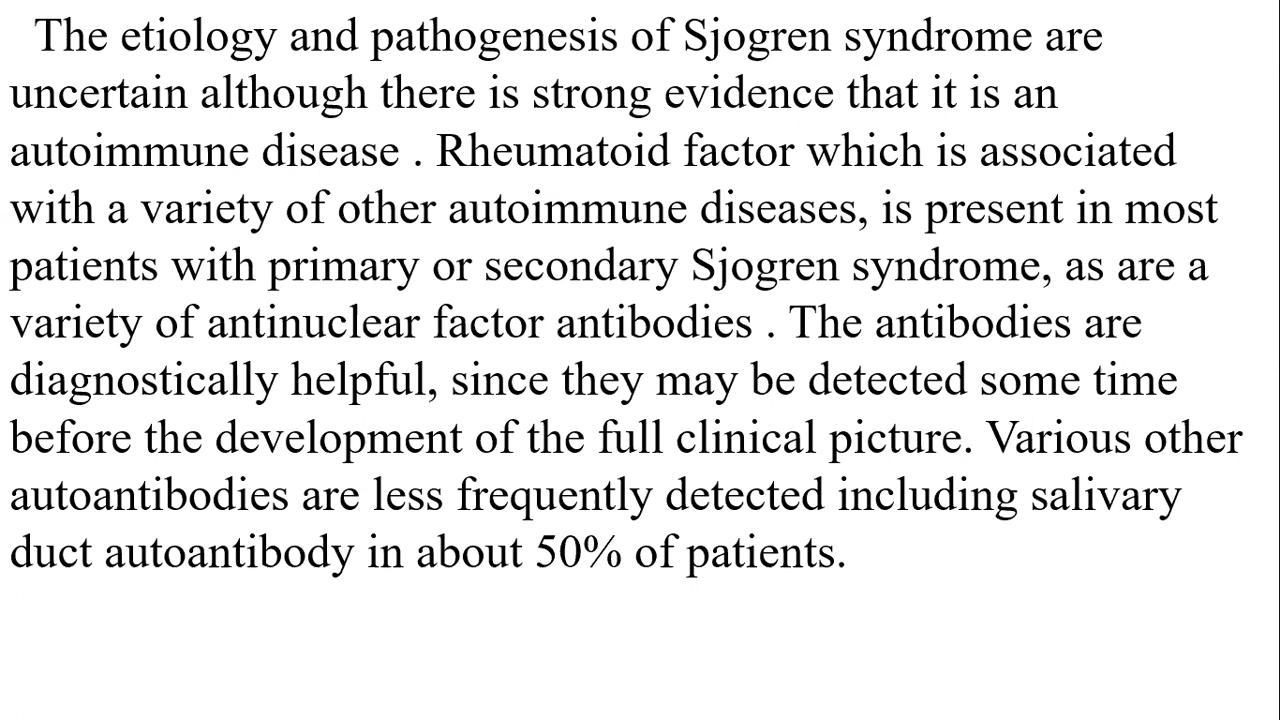 The etiology and pathogenesis of Sjogren syndrome are
uncertain although there is strong evidence that it is an
autoimmune disease . Rheumatoid factor which is associated
with a variety of other autoimmune diseases, is present in most
patients with primary or secondary Sjogren syndrome, as are a
variety of antinuclear factor antibodies . The antibodies are
diagnostically helpful, since they may be detected some time
before the development of the full clinical picture. Various other
autoantibodies are less frequently detected including salivary
duct autoantibody in about 50% of patients.